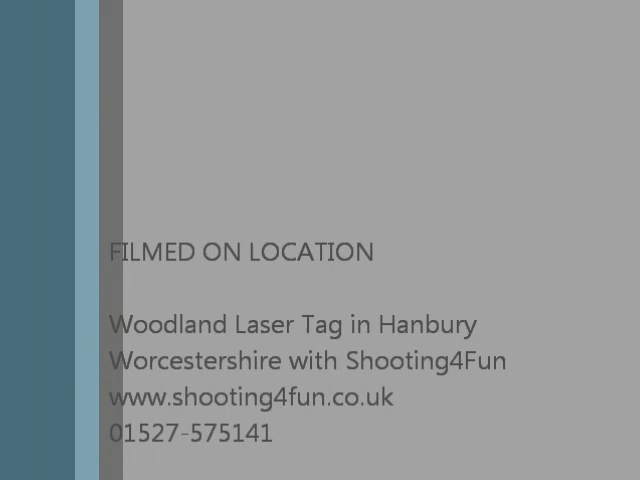 FILMED ON LOCATION
Woodland Laser Tag in Hanbury
Worcestershire with Shooting4Fun
www.shooting4fun.co.uk
01527-575141